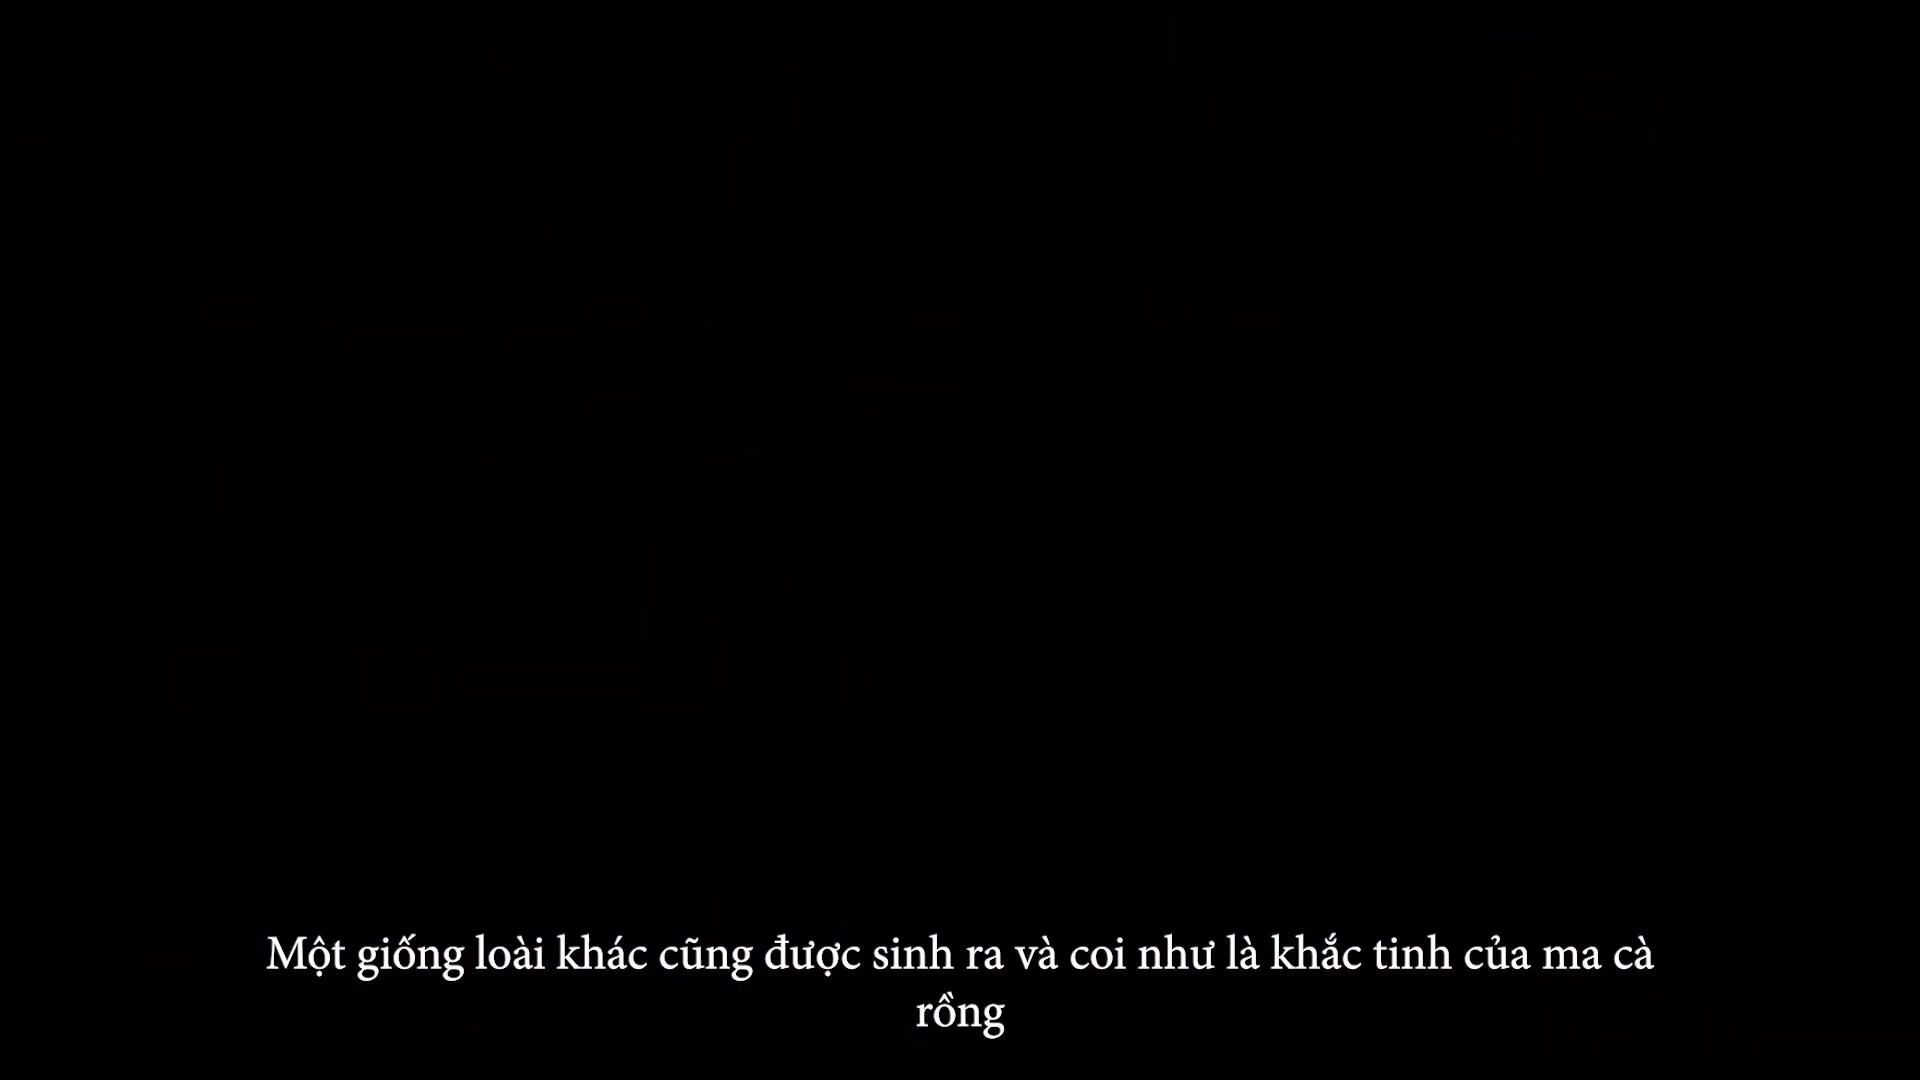 Một giống loài khác cũng được sinh ra và coi như là khắc tinh của ma cà
rồng